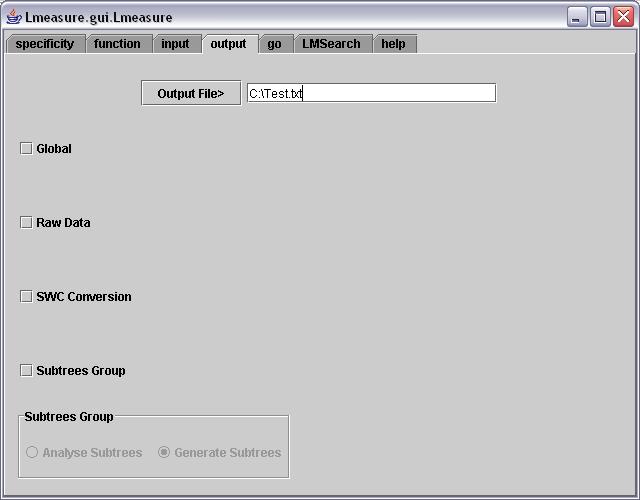 Lmeasure.gui.Lmeasure
specificity function input output go LMSearch help
Output File> C:\Test.txt
Global
Raw Data
SWC Conversion
Subtrees Group
Subtrees Group
Analyse Subtrees Generate Subtrees